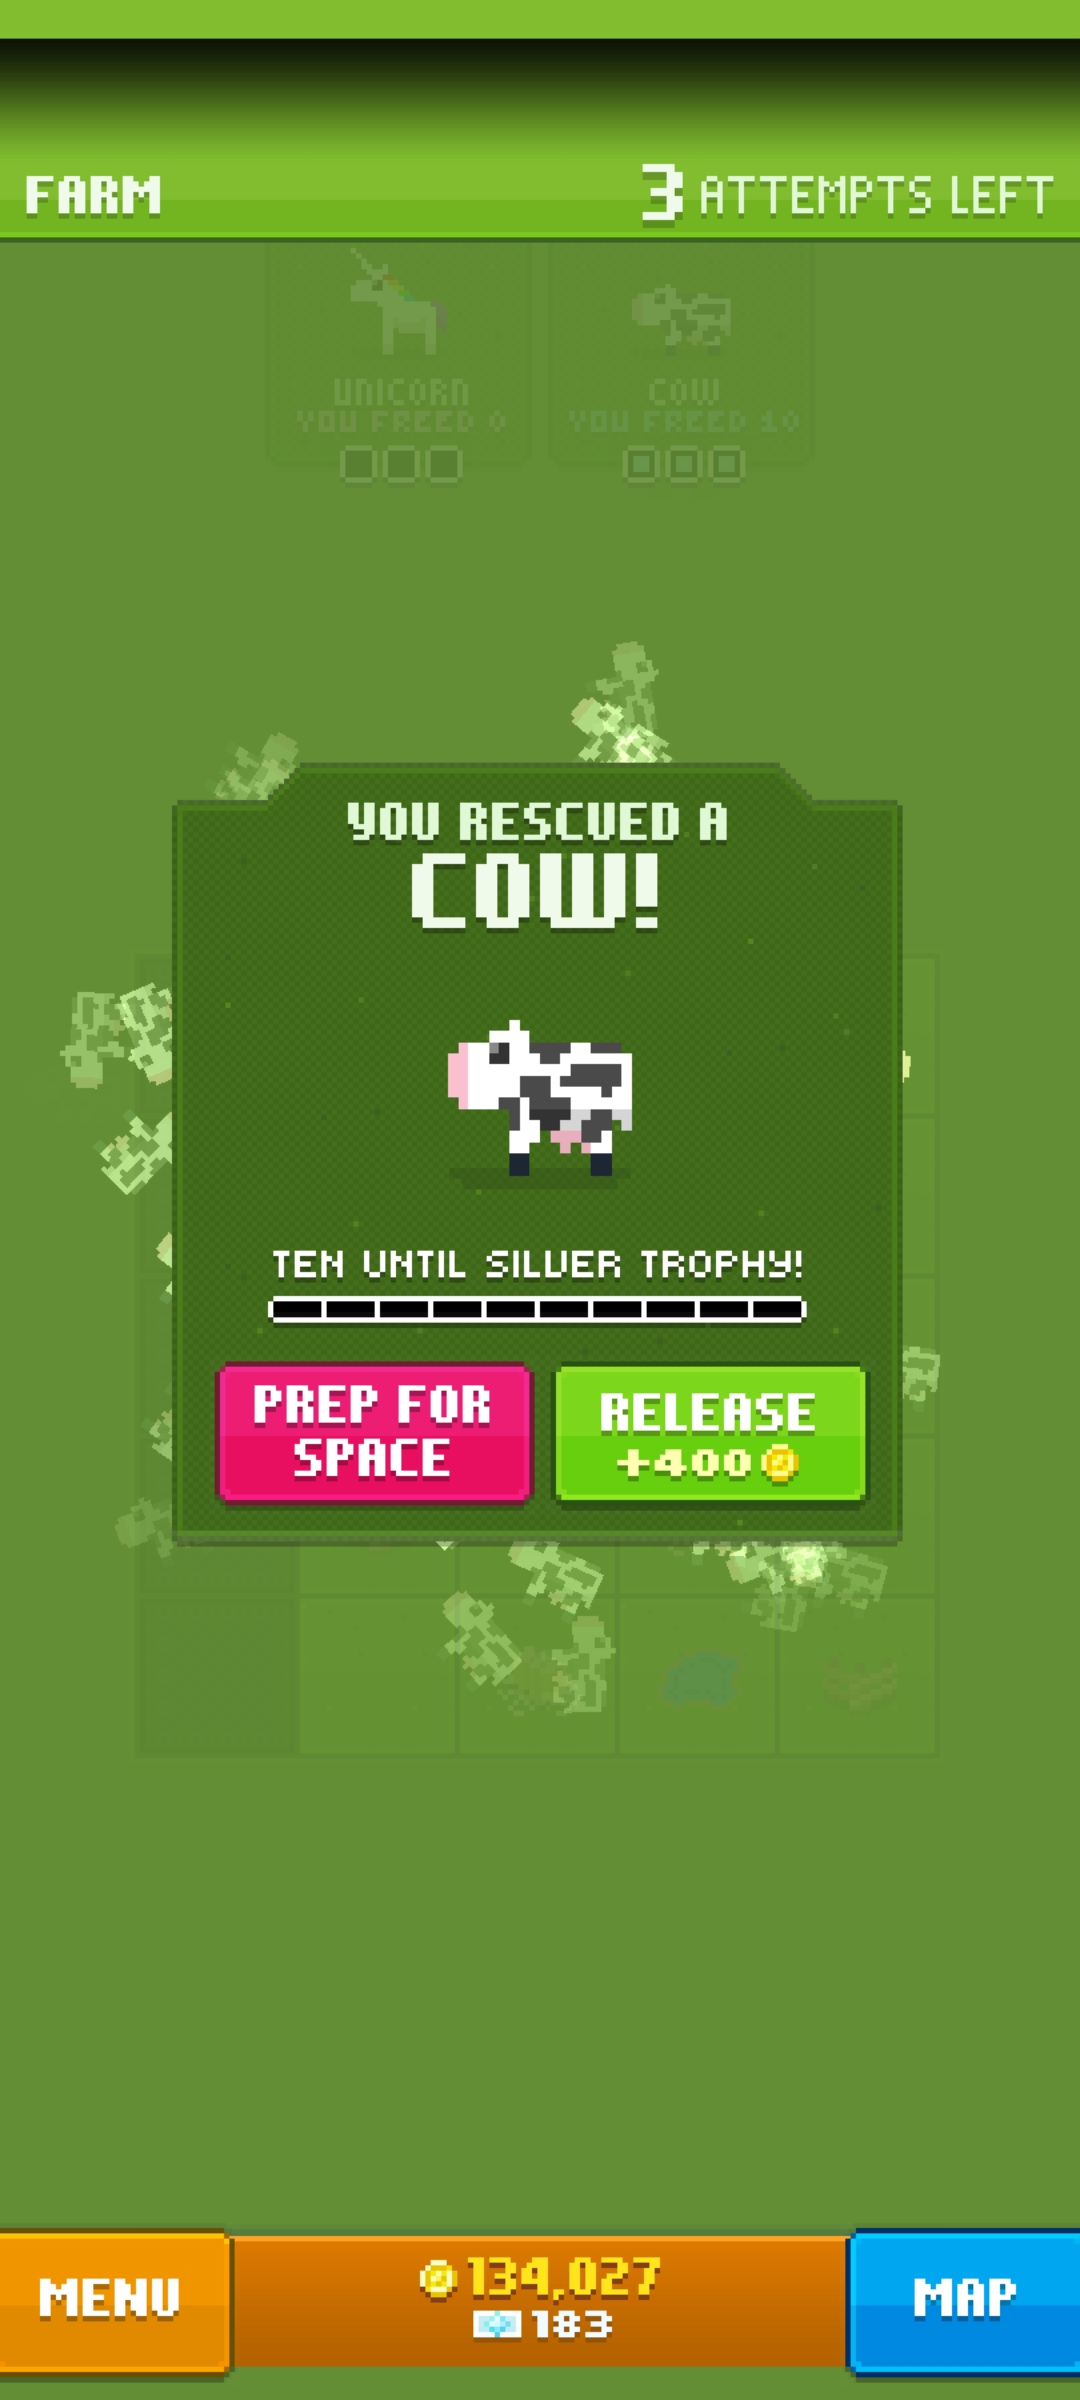 FARM
3 ATTEMPTS LEFT
UNICORN
YOU FREED 0
COW
YOU FREED 10
YOU RESCUED A
COW!
TEN UNTIL SILVER TROPHY!
PREP FOR
SPACE
RELEASE
+400
MENU
134,027
183
MAP